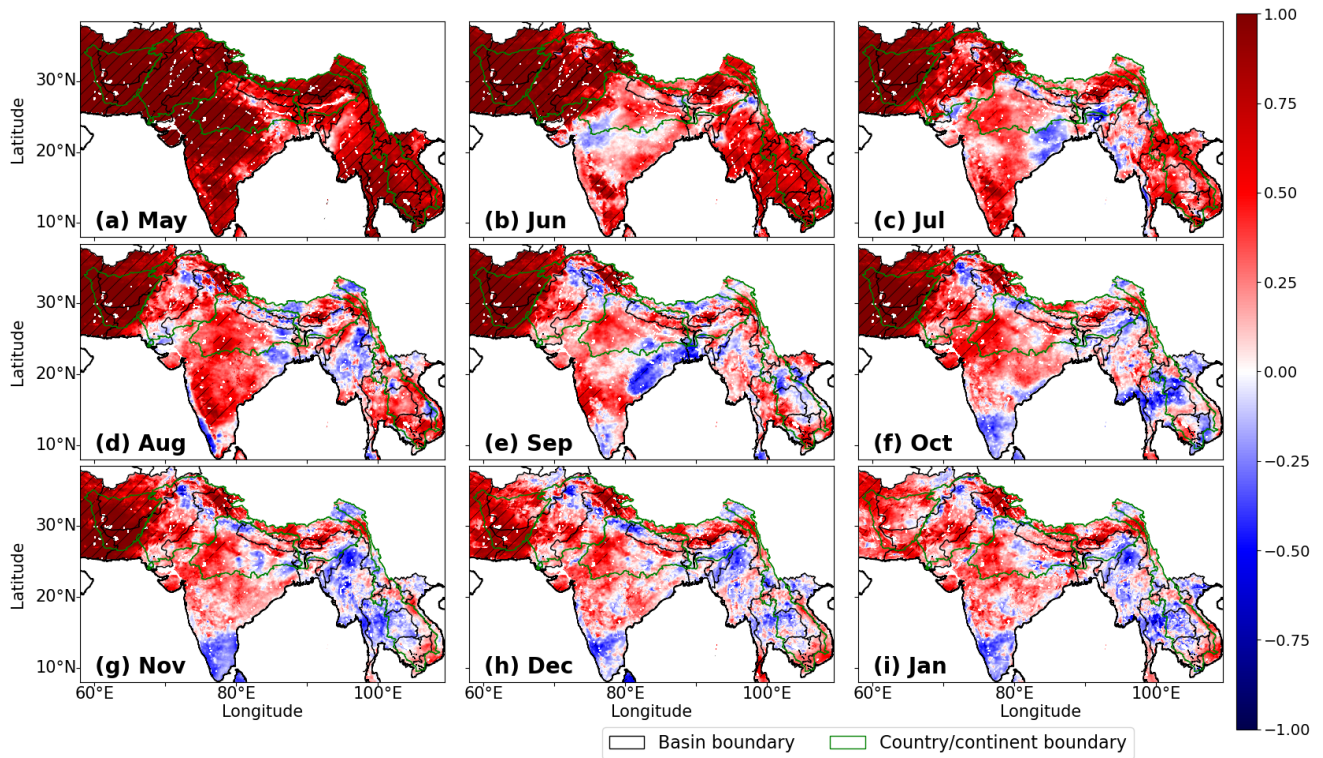 (a) May
(b) Jun
(c) Jul
Latitude
30°N
20°N
10°N
(d) Aug
(e) Sep
(f) Oct
Latitude
30°N
20°N
10°N
(g) Nov
(h) Dec
(i) Jan
Latitude
30°N
20°N
10°N
60°E 80°E 100°E
80°E 100°E
60°E 80°E 100°E
Longitude
Longitude
Longitude
1.00
0.75
0.50
0.25
0.00
−0.25
−0.50
−0.75
−1.00
Basin boundary
Country/continent boundary